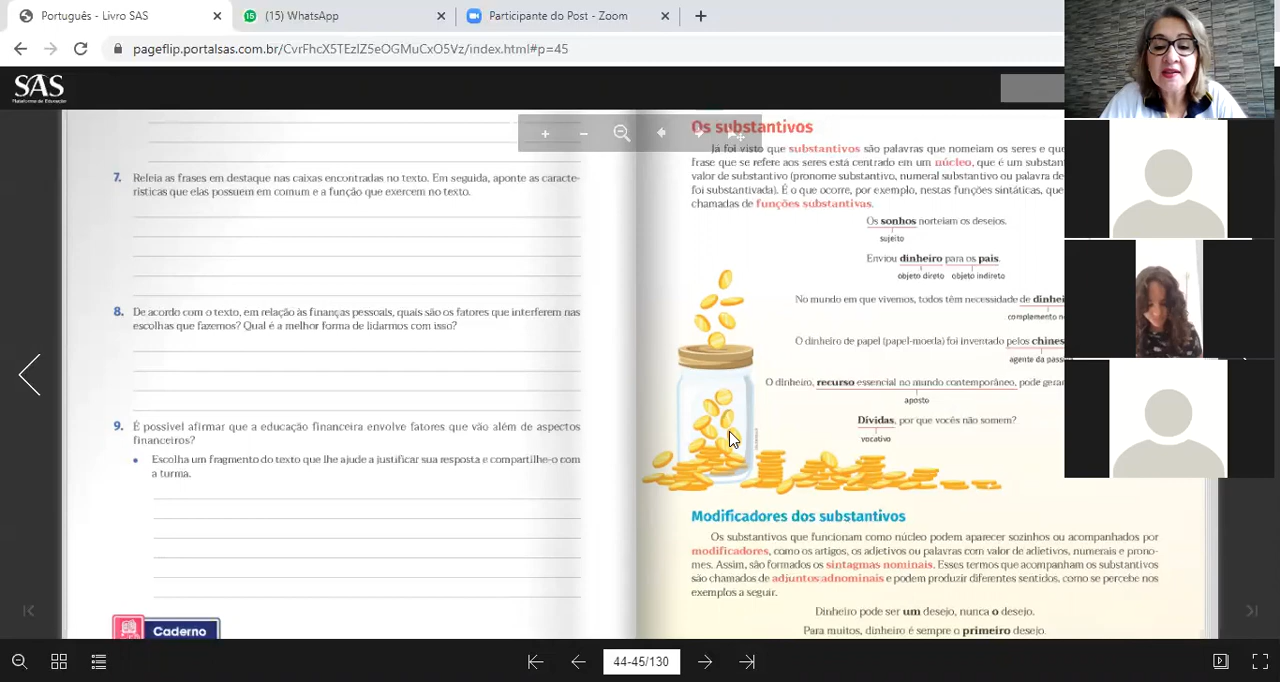 Português - Livro SAS
(15) WhatsApp
Participante do Post - Zoom
pageflip.portalsas.com.br/CvrFhcX5TEzIZ5eOGMuCxO5Vz/index.html#p=45
SAS
Plataforma de Educação
7. Releia as frases em destaque nas caixas encontradas no texto. Em seguida, aponte as caracte-
rísticas que elas possuem em comum e a função que exercem no texto.
8. De acordo com o texto, em relação às finanças pessoais, quais são os fatores que interferem nas
escolhas que fazemos? Qual é a melhor forma de lidarmos com isso?
9. É possível afirmar que a educação financeira envolve fatores que vão além de aspectos
financeiros?
• Escolha um fragmento do texto que lhe ajude a justificar sua resposta e compartilhe-o com
a turma.
Caderno
Os substantivos
Já foi visto que substantivos são palavras que nomeiam os seres e que
frase que se refere aos seres está centrado em um núcleo, que é um substan
valor de substantivo (pronome substantivo, numeral substantivo ou palavra de
foi substantivada). É o que ocorre, por exemplo, nestas funções sintáticas, que
chamadas de funções substantivas.
Os sonhos norteiam os desejos.
sujeito
Enviou dinheiro para os pais.
objeto direto objeto indireto
No mundo em que vivemos, todos têm necessidade de dinhei
complemento n
O dinheiro de papel (papel-moeda) foi inventado pelos chines
agente da pass
O dinheiro, recurso essencial no mundo contemporâneo, pode gerar
aposto
Dívidas, por que vocês não somem?
vocativo
Modificadores dos substantivos
Os substantivos que funcionam como núcleo podem aparecer sozinhos ou acompanhados por
modificadores, como os artigos, os adjetivos ou palavras com valor de adjetivos, numerais e prono-
mes. Assim, são formados os sintagmas nominais. Esses termos que acompanham os substantivos
são chamados de adjuntos adnominais e podem produzir diferentes sentidos, como se percebe nos
exemplos a seguir.
Dinheiro pode ser um desejo, nunca o desejo.
Para muitos, dinheiro é sempre o primeiro desejo.
44-45/130